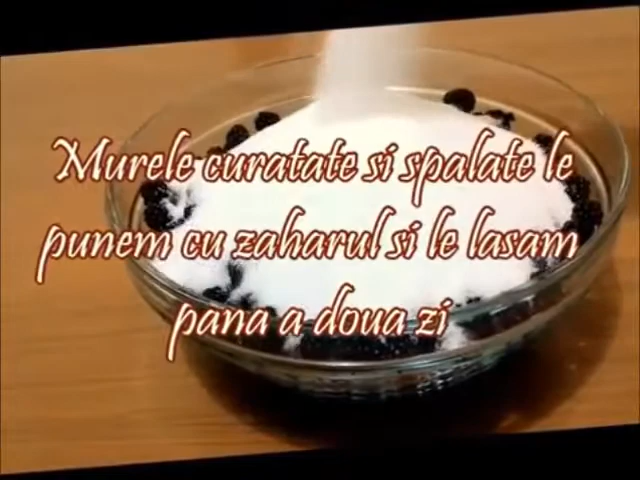 Murele curatate si spalate le
punem cu zaharul si le lasam
pana a doua zi